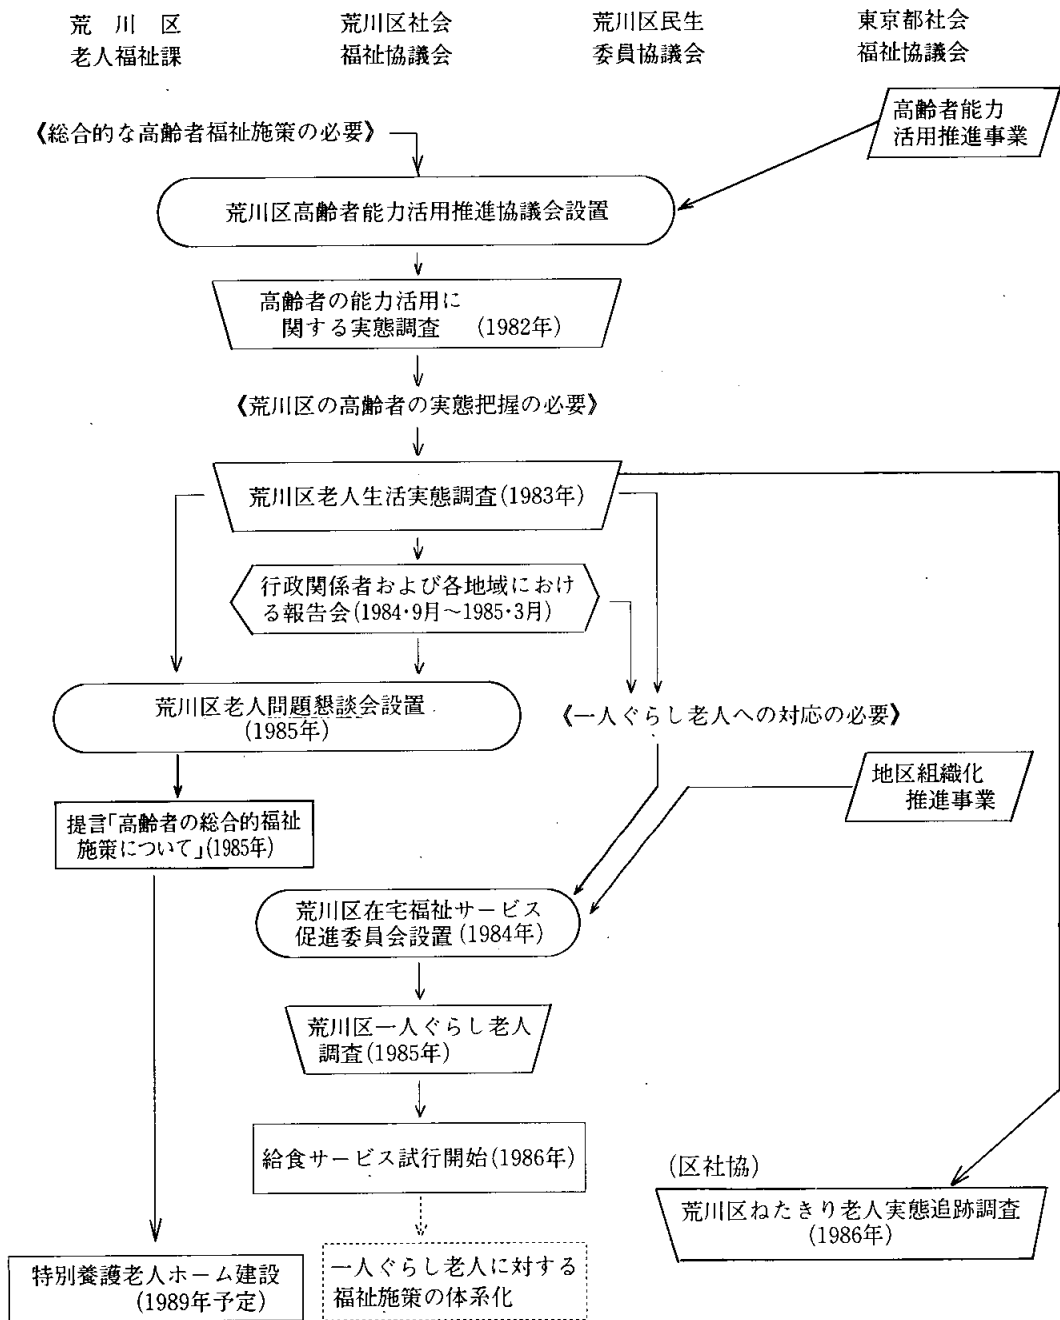 荒川区
老人福祉課
荒川区社会
福祉協議会
荒川区民生
委員協議会
東京都社会
福祉協議会
高齢者能力
活用推進事業
《総合的な高齢者福祉施策の必要》
荒川区高齢者能力活用推進協議会設置
高齢者の能力活用に
関する実態調査 (1982年)
《荒川区の高齢者の実態把握の必要》
荒川区老人生活実態調査(1983年)
行政関係者および各地域におけ
る報告会(1984・9月～1985・3月)
荒川区老人問題懇談会設置
(1985年)
《一人ぐらし老人への対応の必要》
地区組織化
推進事業
提言「高齢者の総合的福祉
施策について」(1985年)
荒川区在宅福祉サービス
促進委員会設置(1984年)
荒川区一人ぐらし老人
調査(1985年)
給食サービス試行開始(1986年)
(区社協)
荒川区ねたきり老人実態追跡調査
(1986年)
特別養護老人ホーム建設
(1989年予定)
一人ぐらし老人に対する
福祉施策の体系化